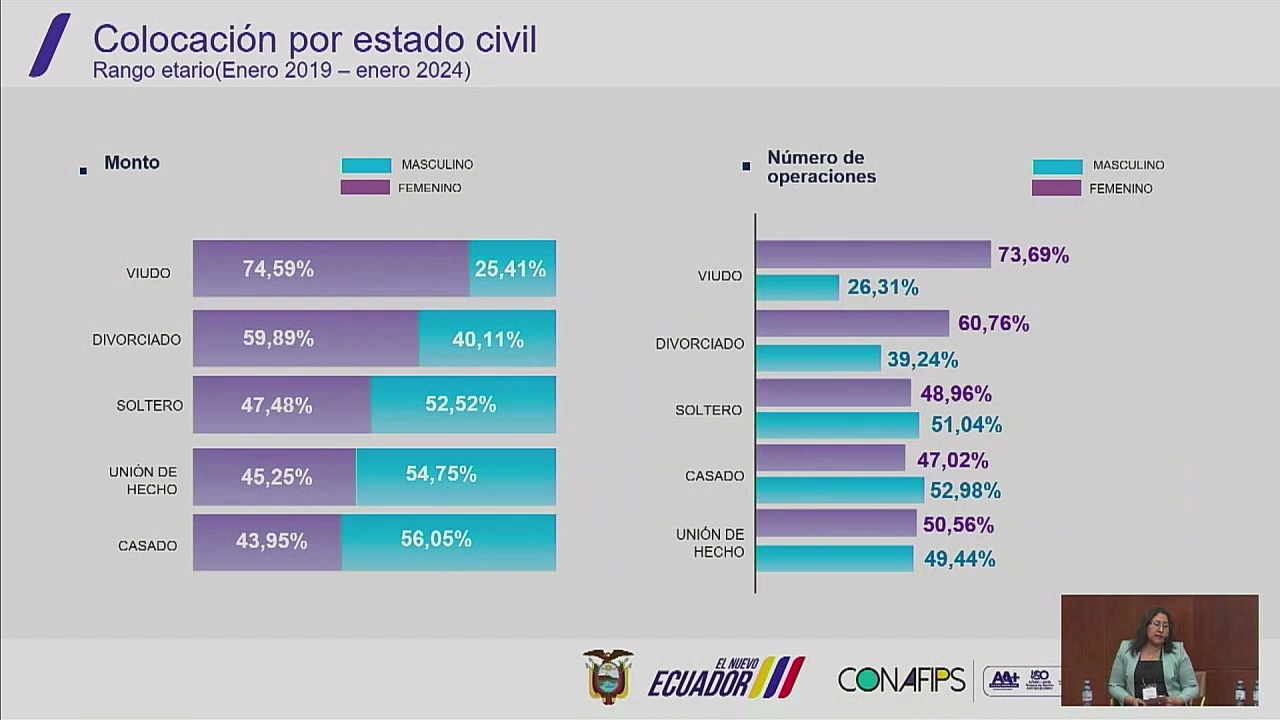 Colocación por estado civil
Rango etario(Enero 2019 – enero 2024)
Monto
MASCULINO
FEMENINO
VIUDO
74,59%
25,41%
DIVORCIADO
59,89%
40,11%
SOLTERO
47,48%
52,52%
UNIÓN DE
HECHO
45,25%
54,75%
CASADO
43,95%
56,05%
Número de
operaciones
MASCULINO
FEMENINO
VIUDO
73,69%
26,31%
DIVORCIADO
60,76%
39,24%
SOLTERO
48,96%
51,04%
CASADO
47,02%
52,98%
UNIÓN DE
HECHO
50,56%
49,44%
EL NUEVO
ECUADOR
CONAFIPS
AA+